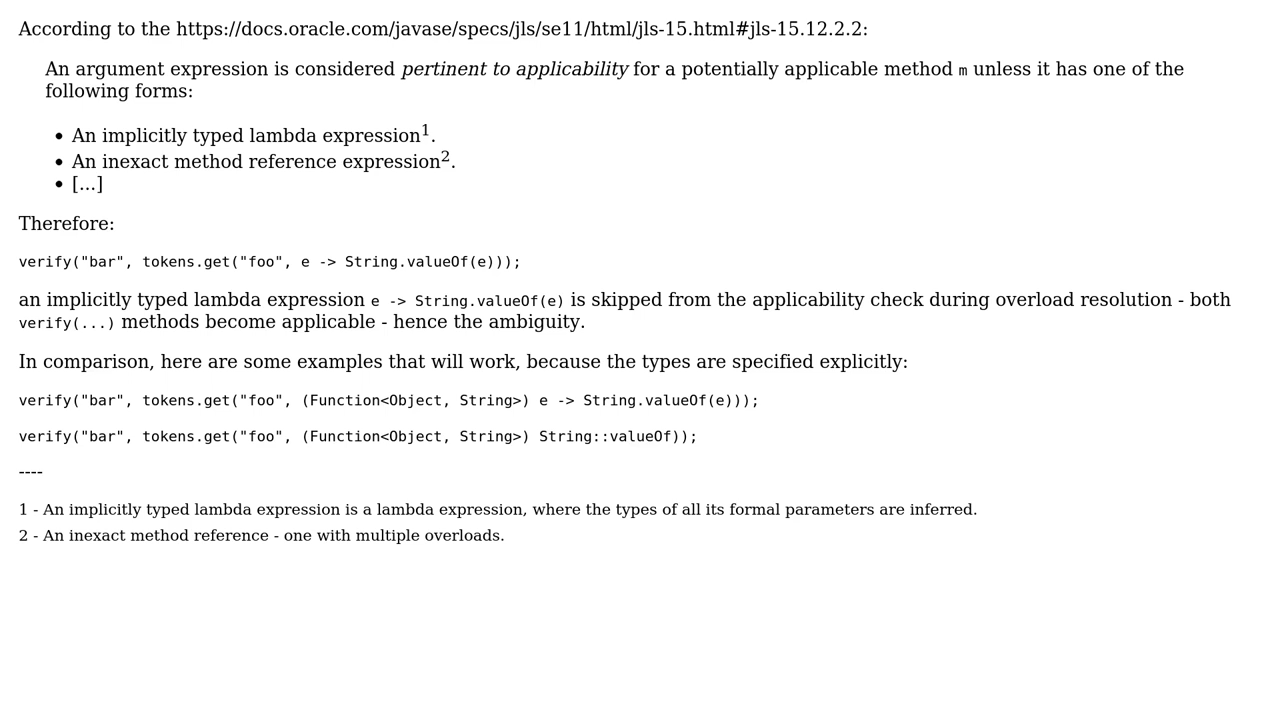 According to the https://docs.oracle.com/javase/specs/jls/se11/html/jls-15.html#jls-15.12.2.2:
An argument expression is considered pertinent to applicability for a potentially applicable method m unless it has one of the
following forms:
• An implicitly typed lambda expression1.
• An inexact method reference expression2.
• [...]
Therefore:
verify("bar", tokens.get("foo", e -> String.valueOf(e)));
an implicitly typed lambda expression e -> String.valueOf(e) is skipped from the applicability check during overload resolution - both
verify(...) methods become applicable - hence the ambiguity.
In comparison, here are some examples that will work, because the types are specified explicitly:
verify("bar", tokens.get("foo", (Function<Object, String>) e -> String.valueOf(e)));
verify("bar", tokens.get("foo", (Function<Object, String>) String::valueOf));
----
1 - An implicitly typed lambda expression is a lambda expression, where the types of all its formal parameters are inferred.
2 - An inexact method reference - one with multiple overloads.